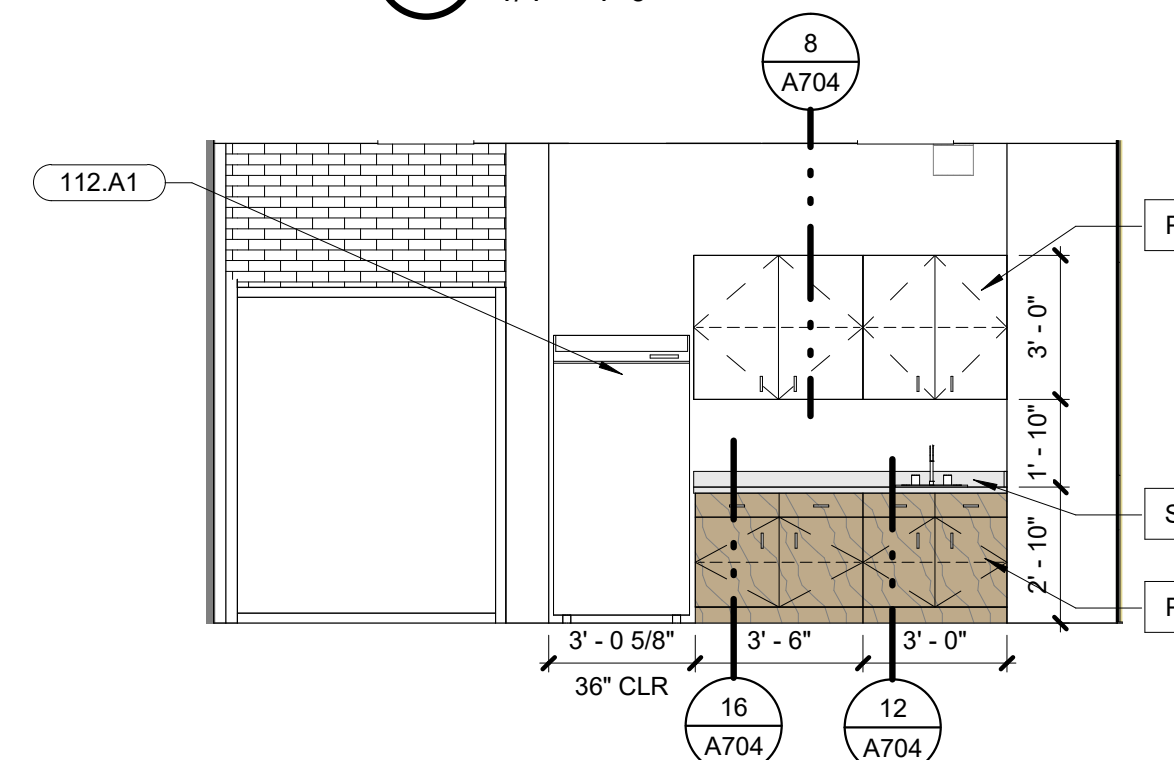 8
A704
112.A1
3' - 0"
1' - 10"
2' - 10"
3' - 0 5/8"
3' - 6"
3' - 0"
36" CLR
16
A704
12
A704